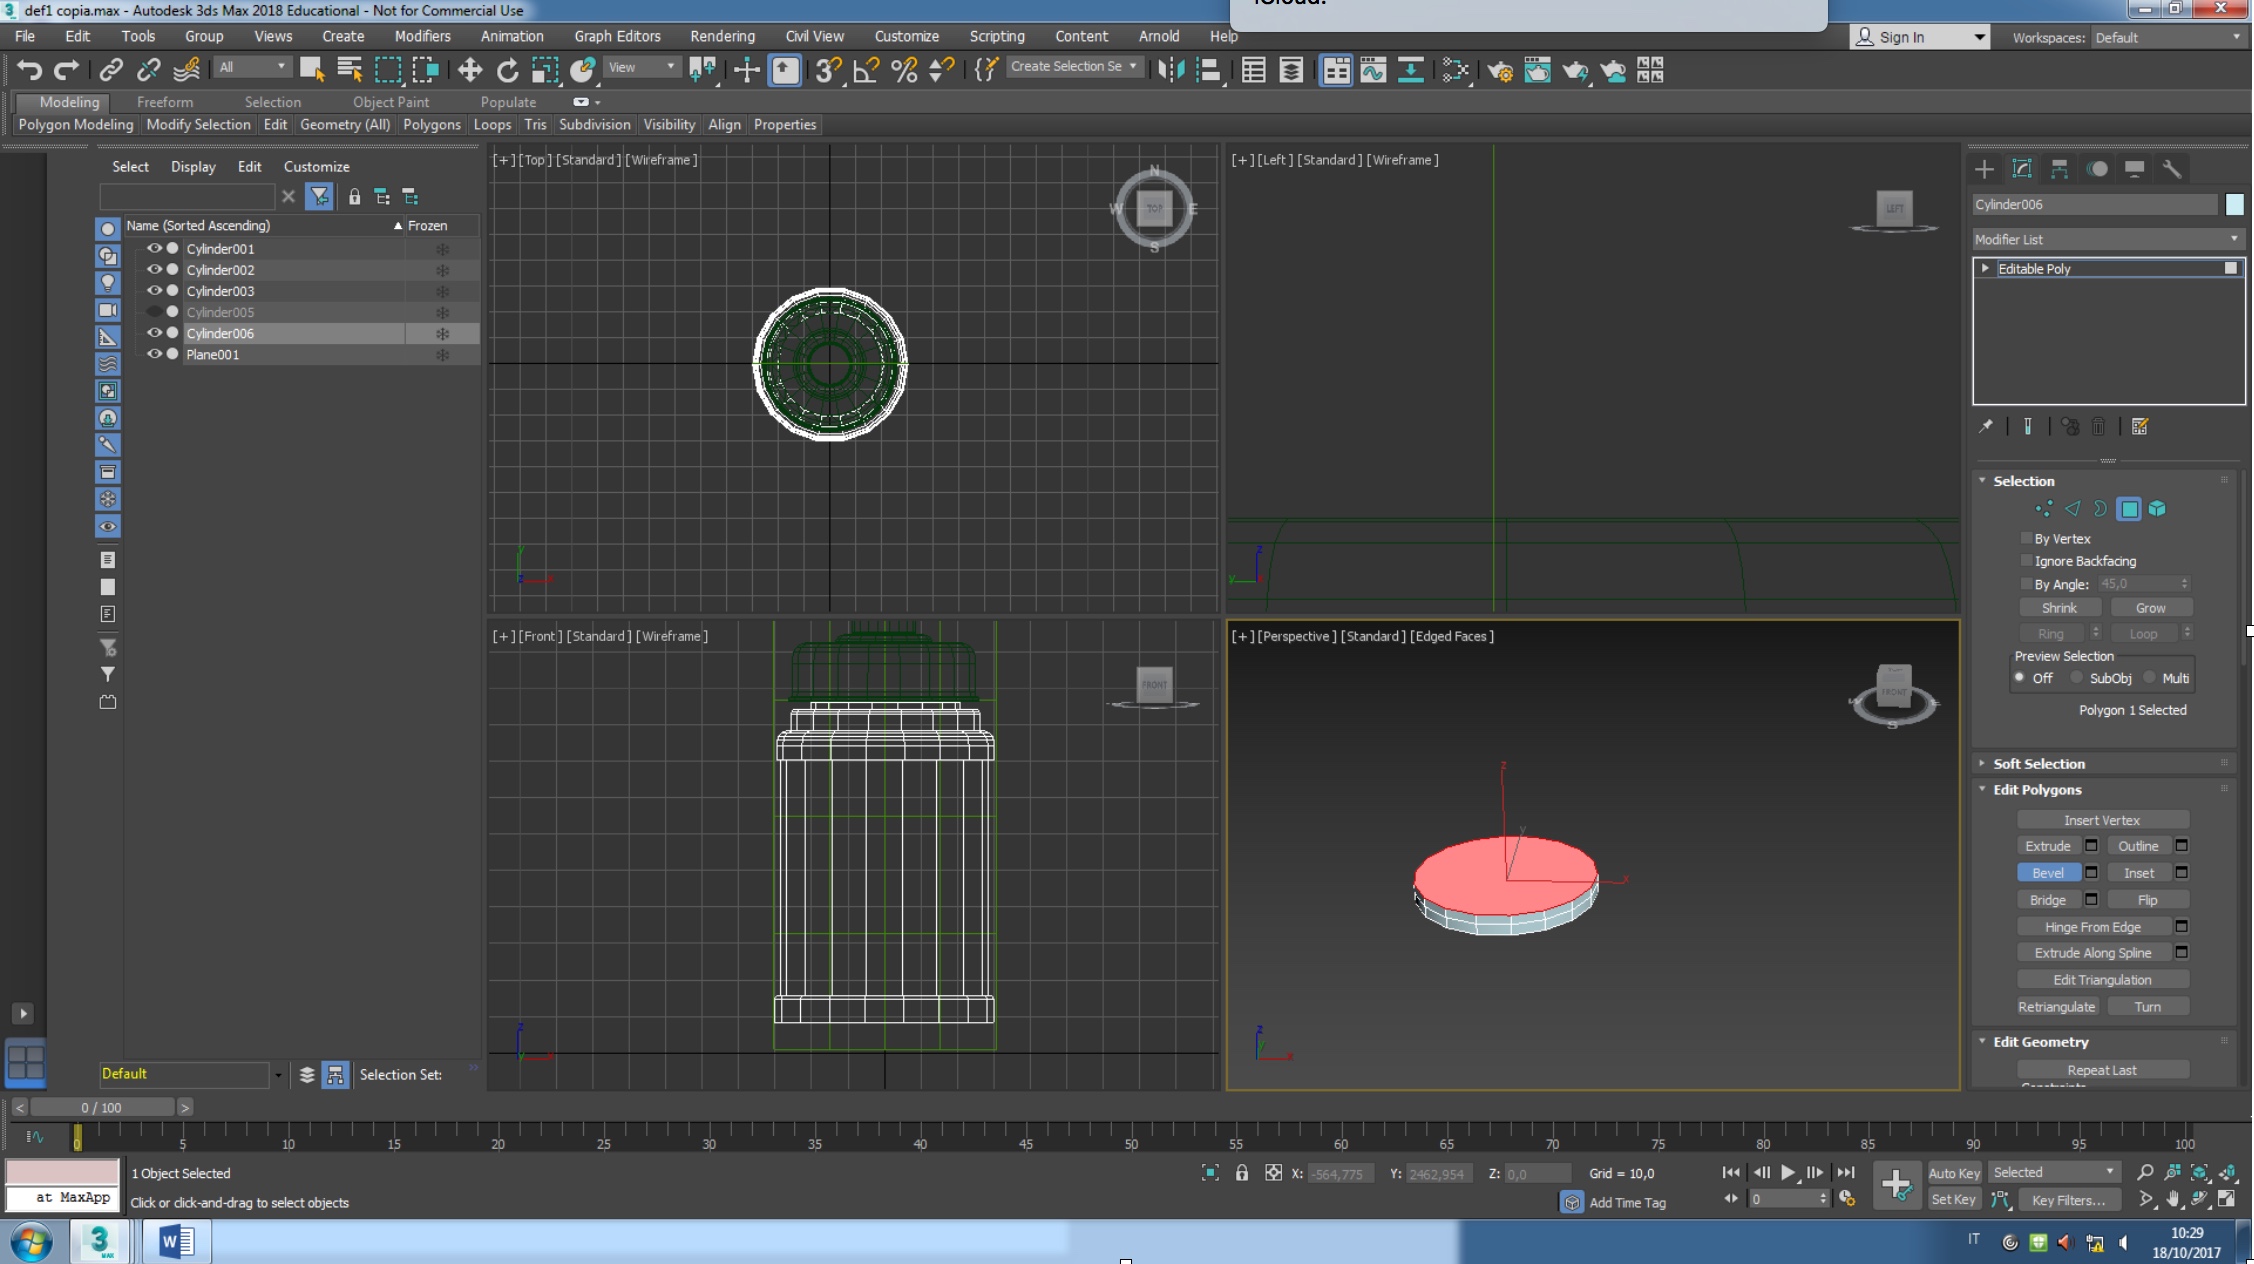 def1 copia.max - Autodesk 3ds Max 2018 Educational - Not for Commercial Use
iCloud.
File Edit Tools Group Views Create Modifiers Animation Graph Editors Rendering Civil View Customize Scripting Content Arnold Help
Sign In Workspaces: Default
All View Create Selection Se
Modeling Freeform Selection Object Paint Populate
Polygon Modeling Modify Selection Edit Geometry (All) Polygons Loops Tris Subdivision Visibility Align Properties
Select Display Edit Customize
Name (Sorted Ascending) Frozen
Cylinder001
Cylinder002
Cylinder003
Cylinder005
Cylinder006
Plane001
Default Selection Set:
[+] [Top] [Standard] [Wireframe]
N W TOP E S
y z x
[+] [Left] [Standard] [Wireframe]
LEFT
z y x
[+] [Front] [Standard] [Wireframe]
FRONT
z y x
[+] [Perspective] [Standard] [Edged Faces]
FRONT
S
z
y
x
z y x
Cylinder006
Modifier List
Editable Poly
Selection
By Vertex
Ignore Backfacing
By Angle: 45,0
Shrink Grow
Ring Loop
Preview Selection
Off SubObj Multi
Polygon 1 Selected
Soft Selection
Edit Polygons
Insert Vertex
Extrude Outline
Bevel Inset
Bridge Flip
Hinge From Edge
Extrude Along Spline
Edit Triangulation
Retriangulate Turn
Edit Geometry
Repeat Last
Constraints
< 0 / 100 >
0 5 10 15 20 25 30 35 40 45 50 55 60 65 70 75 80 85 90 95 100
1 Object Selected X: -564,775 Y: 2462,954 Z: 0,0 Grid = 10,0 Auto Key Selected
at MaxApp Click or click-and-drag to select objects Add Time Tag 0 Set Key Key Filters...
3 MAX W IT 10:29
18/10/2017